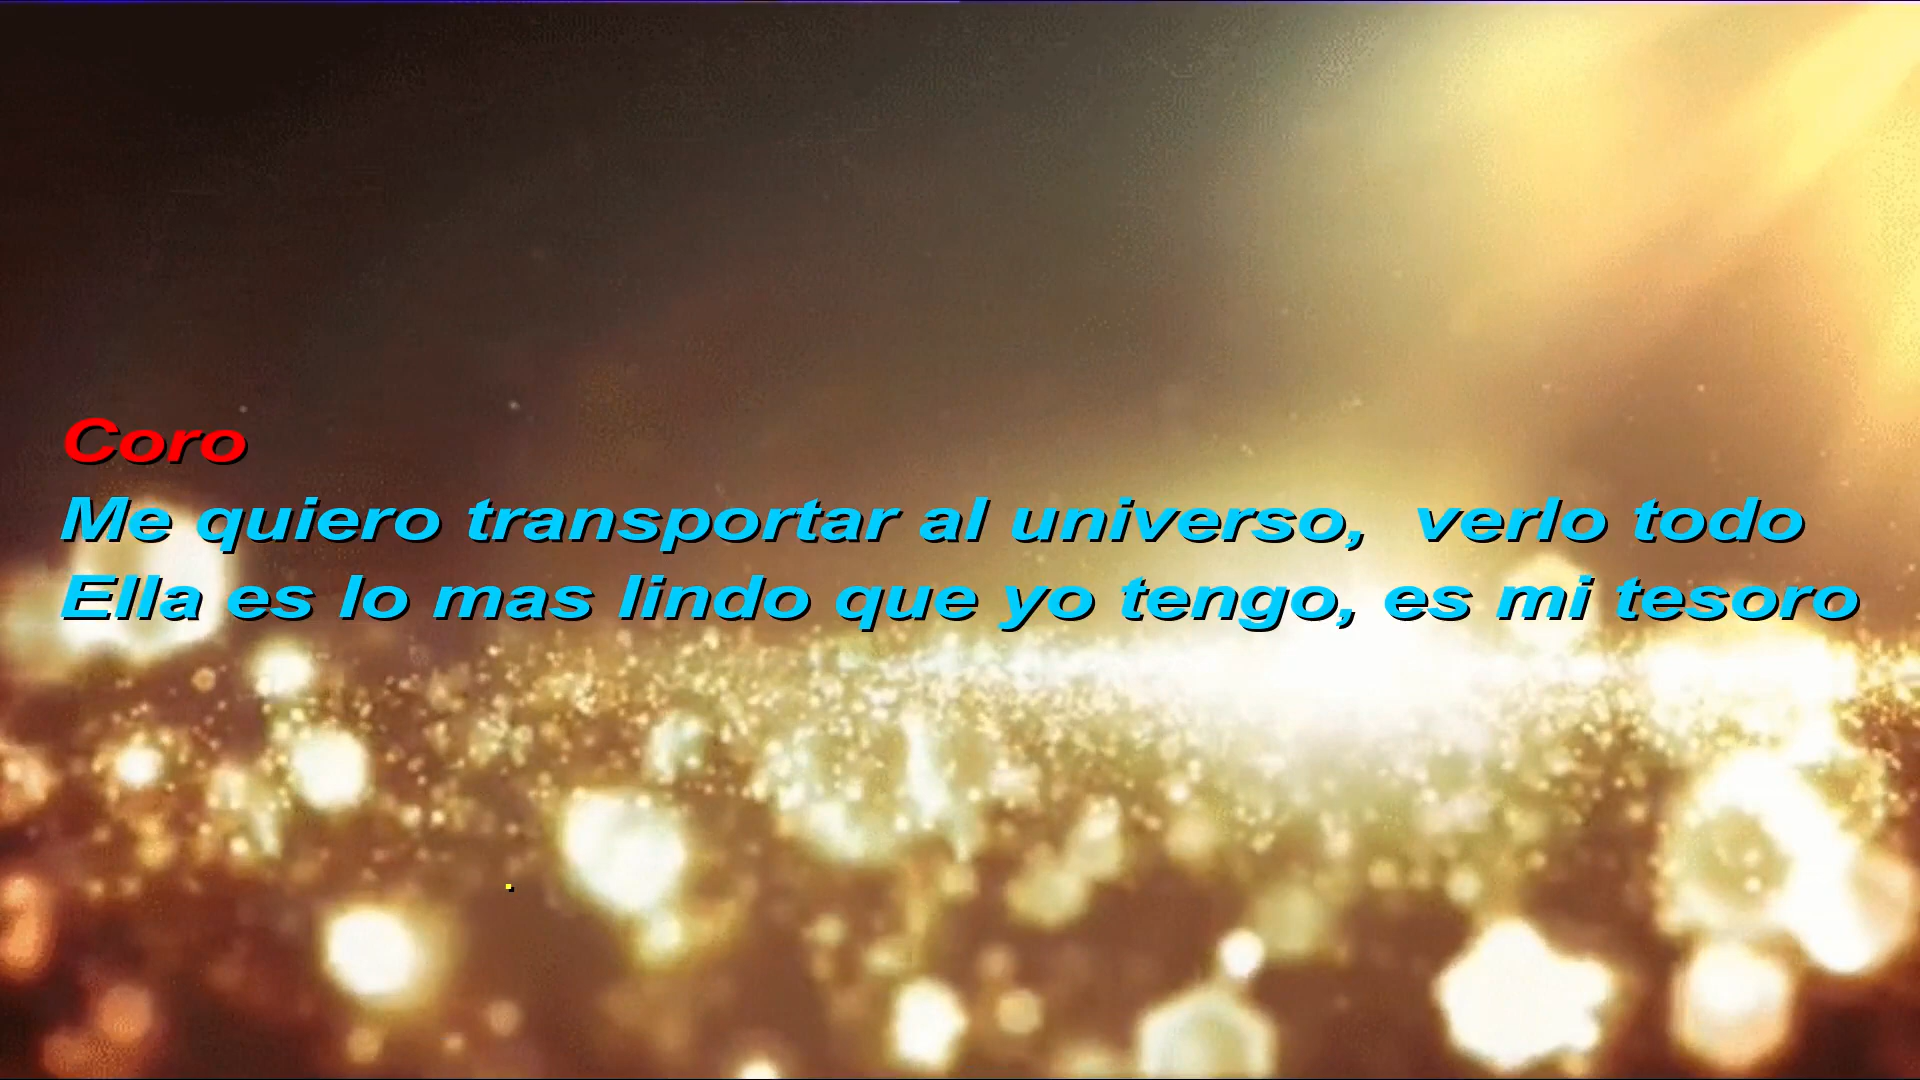 Coro
Me quiero transportar al universo,  verlo todo
Ella es lo mas lindo que yo tengo, es mi tesoro
.